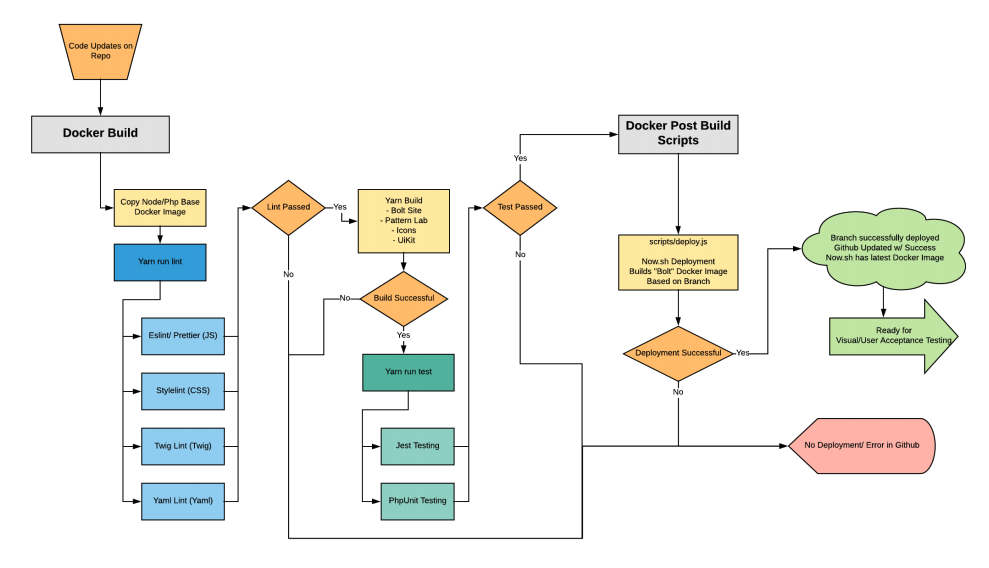 Code Updates on
Repo
Docker Build
Copy Node/Php Base
Docker Image
Yarn run lint
Eslint/ Prettier (JS)
Stylelint (CSS)
Twig Lint (Twig)
Yaml Lint (Yaml)
Lint Passed
Yes
No
Yarn Build
- Bolt Site
- Pattern Lab
- Icons
- UiKit
Build Successful
No
Yes
Yarn run test
Jest Testing
PhpUnit Testing
Test Passed
Yes
No
Docker Post Build
Scripts
scripts/deploy.js
Now.sh Deployment
Builds "Bolt" Docker Image
Based on Branch
Deployment Successful
Yes
No
Branch successfully deployed
Github Updated w/ Success
Now.sh has latest Docker Image
Ready for
Visual/User Acceptance Testing
No Deployment/ Error in Github